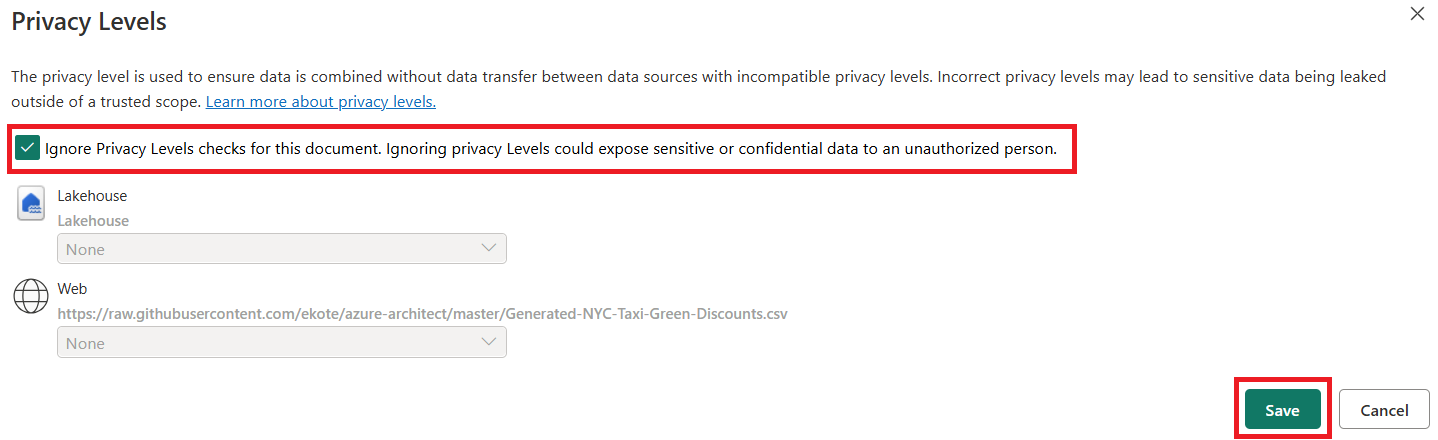 Privacy Levels
The privacy level is used to ensure data is combined without data transfer between data sources with incompatible privacy levels. Incorrect privacy levels may lead to sensitive data being leaked
outside of a trusted scope. Learn more about privacy levels.
Ignore Privacy Levels checks for this document. Ignoring privacy Levels could expose sensitive or confidential data to an unauthorized person.
Lakehouse
Lakehouse
None
Web
https://raw.githubusercontent.com/ekote/azure-architect/master/Generated-NYC-Taxi-Green-Discounts.csv
None
Save Cancel